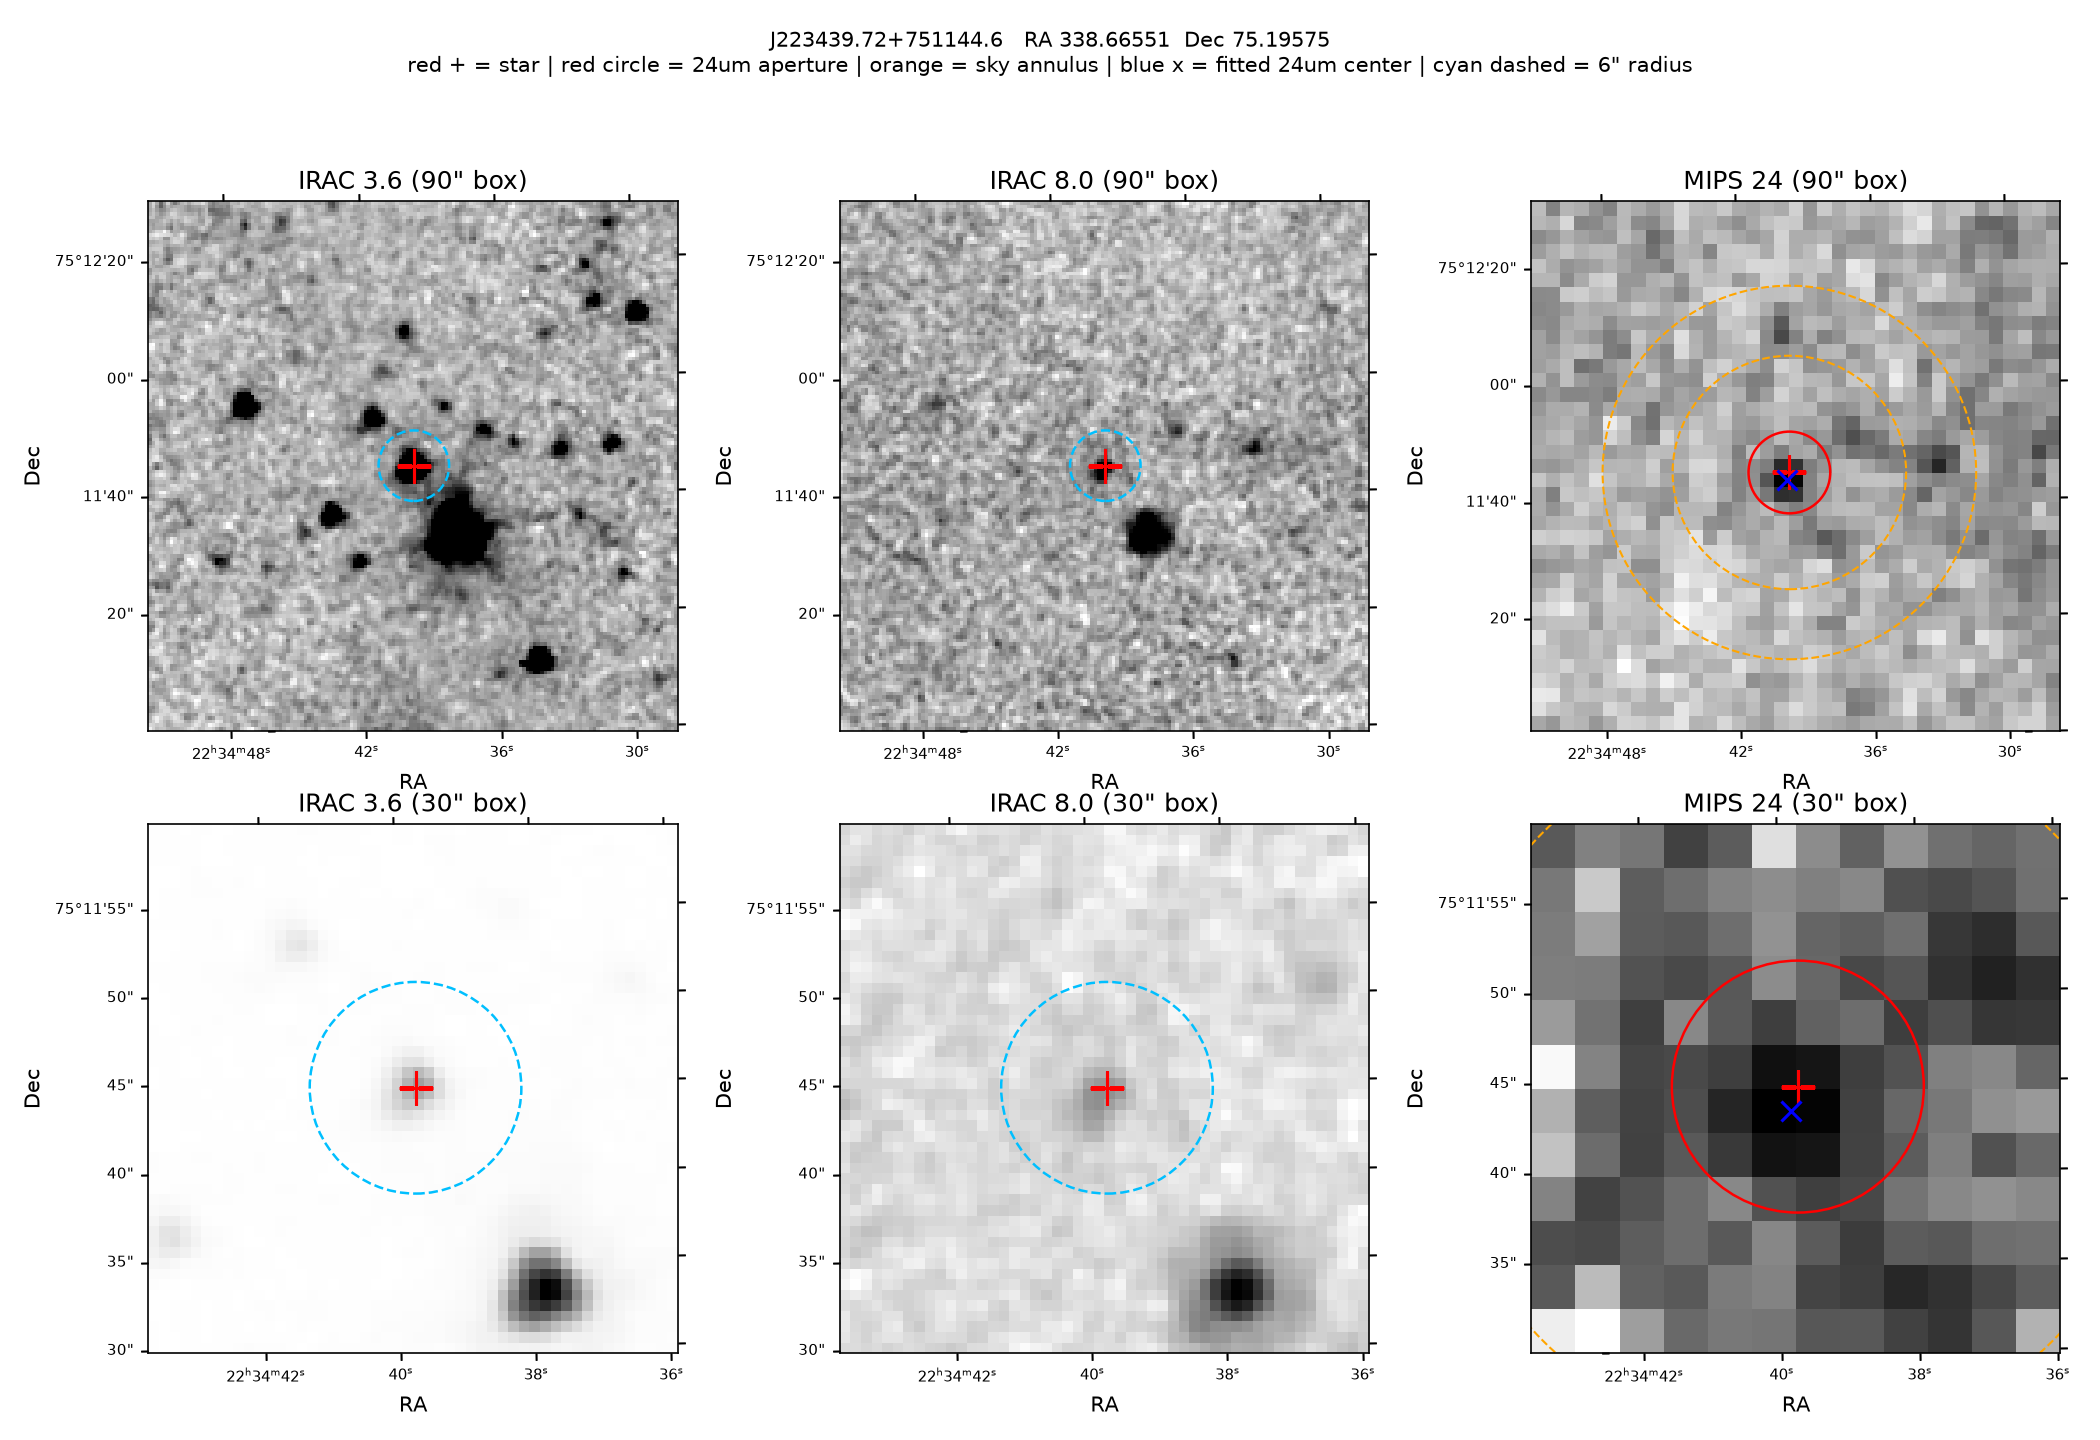 J223439.72+751144.6   RA 338.66551  Dec 75.19575
red + = star | red circle = 24um aperture | orange = sky annulus | blue x = fitted 24um center | cyan dashed = 6" radius
IRAC 3.6 (90" box)
75°12'20"
00"
11'40"
20"
Dec
22ʰ34ᵐ48ˢ
42ˢ
36ˢ
30ˢ
RA
IRAC 8.0 (90" box)
75°12'20"
00"
11'40"
20"
Dec
22ʰ34ᵐ48ˢ
42ˢ
36ˢ
30ˢ
RA
MIPS 24 (90" box)
75°12'20"
00"
11'40"
20"
Dec
22ʰ34ᵐ48ˢ
42ˢ
36ˢ
30ˢ
RA
IRAC 3.6 (30" box)
75°11'55"
50"
45"
40"
35"
30"
Dec
22ʰ34ᵐ42ˢ
40ˢ
38ˢ
36ˢ
RA
IRAC 8.0 (30" box)
75°11'55"
50"
45"
40"
35"
30"
Dec
22ʰ34ᵐ42ˢ
40ˢ
38ˢ
36ˢ
RA
MIPS 24 (30" box)
75°11'55"
50"
45"
40"
35"
Dec
22ʰ34ᵐ42ˢ
40ˢ
38ˢ
36ˢ
RA